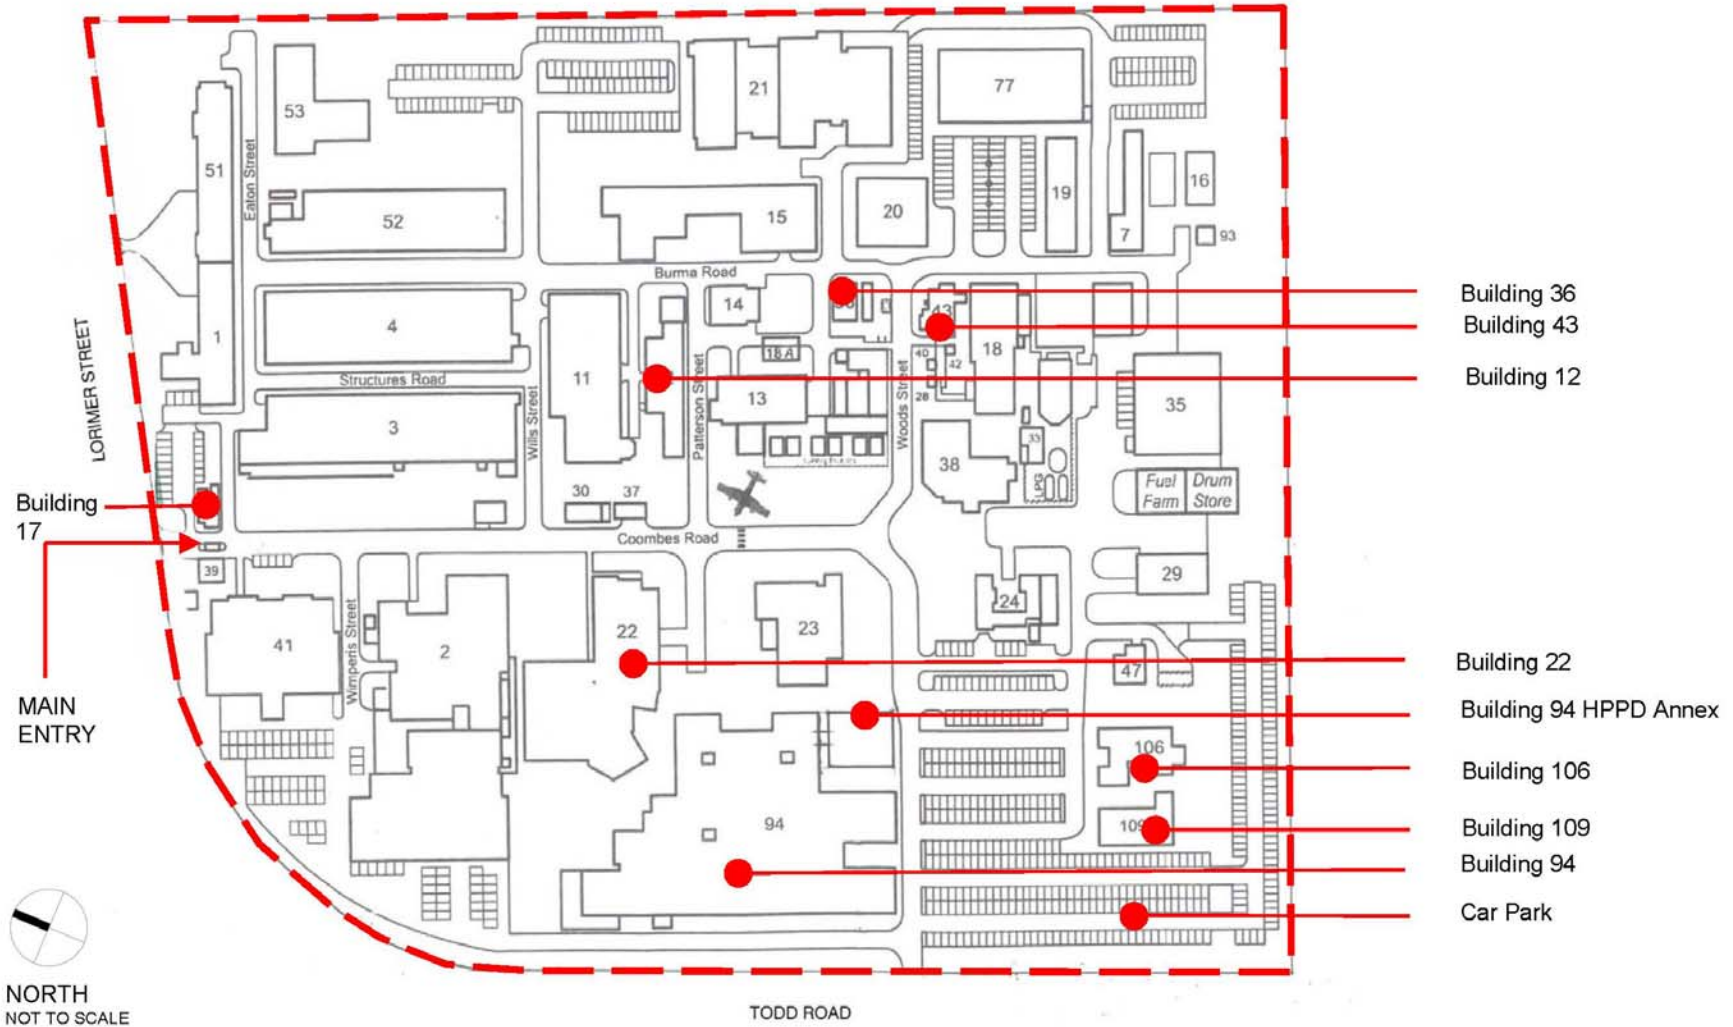 53
21
77
51
Eaton Street
52
15
20
19
7
16
93
Burma Road
1
4
14
43
18
18 A
Structures Road
11
13
40
42
28
35
3
Wills Street
Patterson Street
Woods Street
38
33
LPG
Fuel
Farm
Drum
Store
30
37
Coombes Road
39
29
24
41
Wimperis Street
2
22
23
47
106
109
94
LORIMER STREET
Building
17
MAIN
ENTRY
Building 36
Building 43
Building 12
Building 22
Building 94 HPPD Annex
Building 106
Building 109
Building 94
Car Park
NORTH
NOT TO SCALE
TODD ROAD